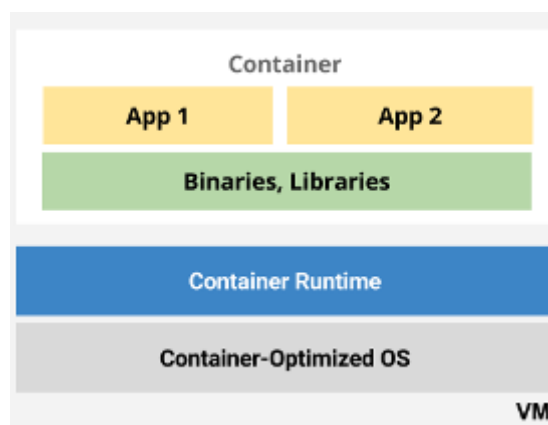 Container
App 1
App 2
Binaries, Libraries
Container Runtime
Container-Optimized OS
VM